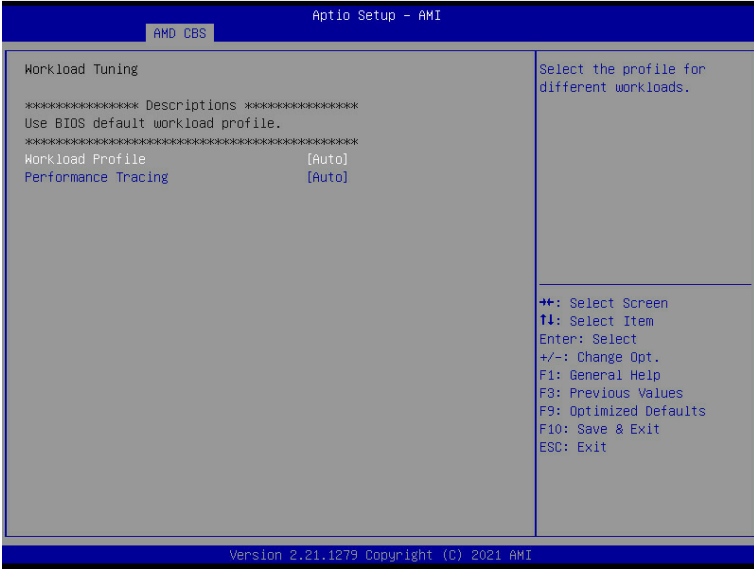 Aptio Setup – AMI
AMD CBS
Workload Tuning
**************** Descriptions ****************
Use BIOS default workload profile.
***********************************************
Workload Profile [Auto]
Performance Tracing [Auto]
Select the profile for
different workloads.
→←: Select Screen
↑↓: Select Item
Enter: Select
+/-: Change Opt.
F1: General Help
F3: Previous Values
F9: Optimized Defaults
F10: Save & Exit
ESC: Exit
Version 2.21.1279 Copyright (C) 2021 AMI